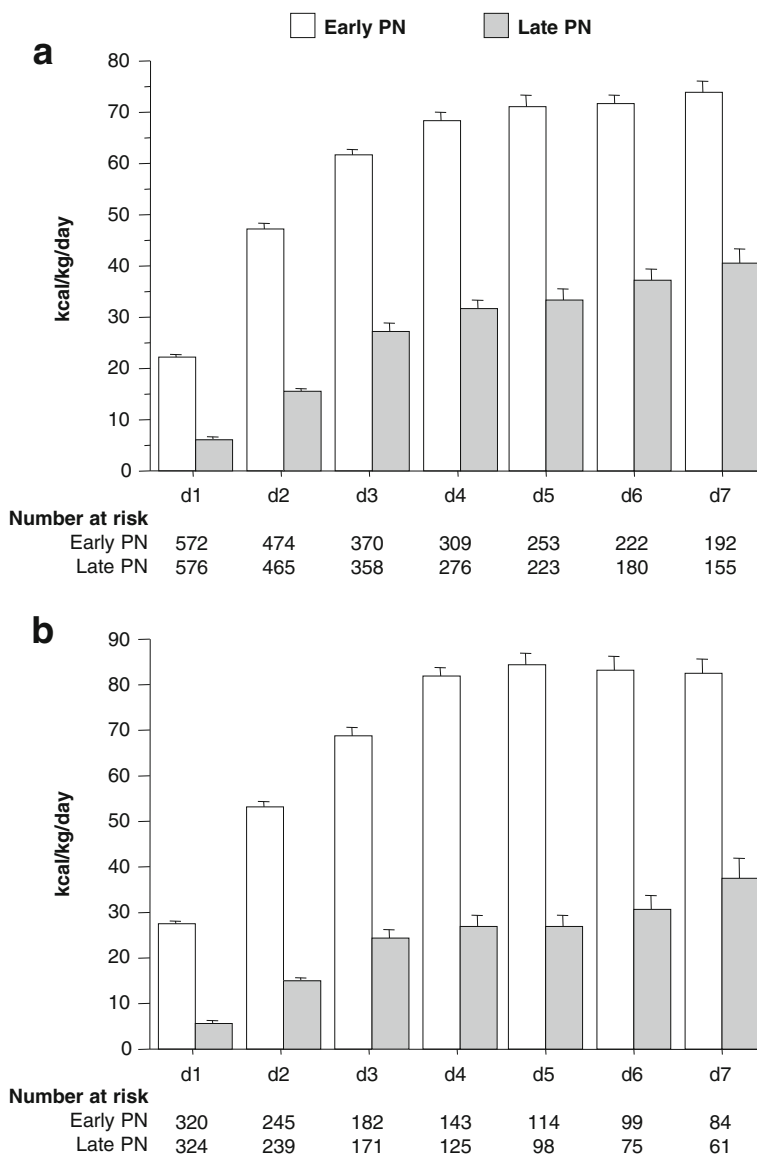 Early PN Late PN
a
80
70
60
50
40
30
20
10
0
kcal/kg/day
d1 d2 d3 d4 d5 d6 d7
Number at risk
Early PN 572 474 370 309 253 222 192
Late PN 576 465 358 276 223 180 155
b
90
80
70
60
50
40
30
20
10
0
kcal/kg/day
d1 d2 d3 d4 d5 d6 d7
Number at risk
Early PN 320 245 182 143 114 99 84
Late PN 324 239 171 125 98 75 61